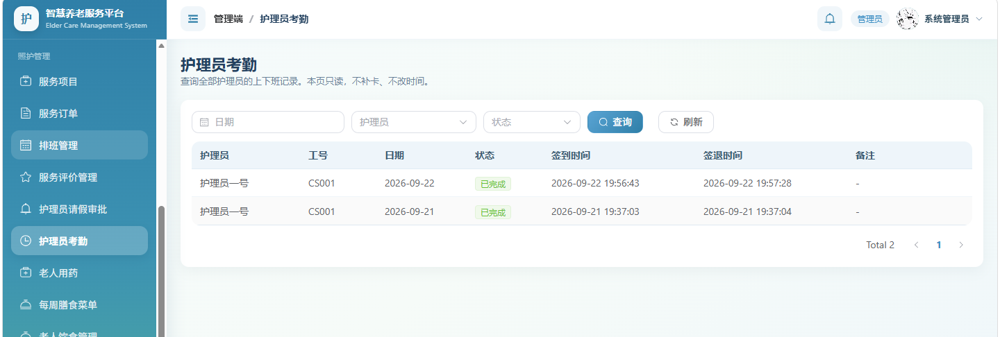 护
智慧养老服务平台
Elder Care Management System
管理端 / 护理员考勤
管理员
系统管理员
照护管理
服务项目
服务订单
排班管理
服务评价管理
护理员请假审批
护理员考勤
老人用药
每周膳食菜单
老人饮食管理
护理员考勤
查询全部护理员的上下班记录。本页只读，不补卡、不改时间。
日期 护理员 状态 查询 刷新
护理员 工号 日期 状态 签到时间 签退时间 备注
护理员一号 CS001 2026-09-22 已完成 2026-09-22 19:56:43 2026-09-22 19:57:28 -
护理员一号 CS001 2026-09-21 已完成 2026-09-21 19:37:03 2026-09-21 19:37:04 -
Total 2 1